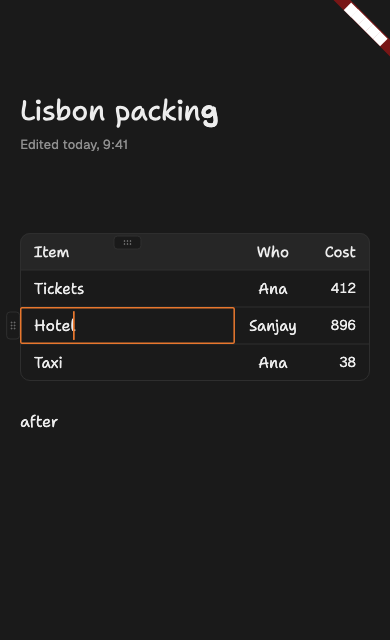 Lisbon packing
Edited today, 9:41
Item Who Cost
Tickets Ana 412
Hotel Sanjay 896
Taxi Ana 38
after